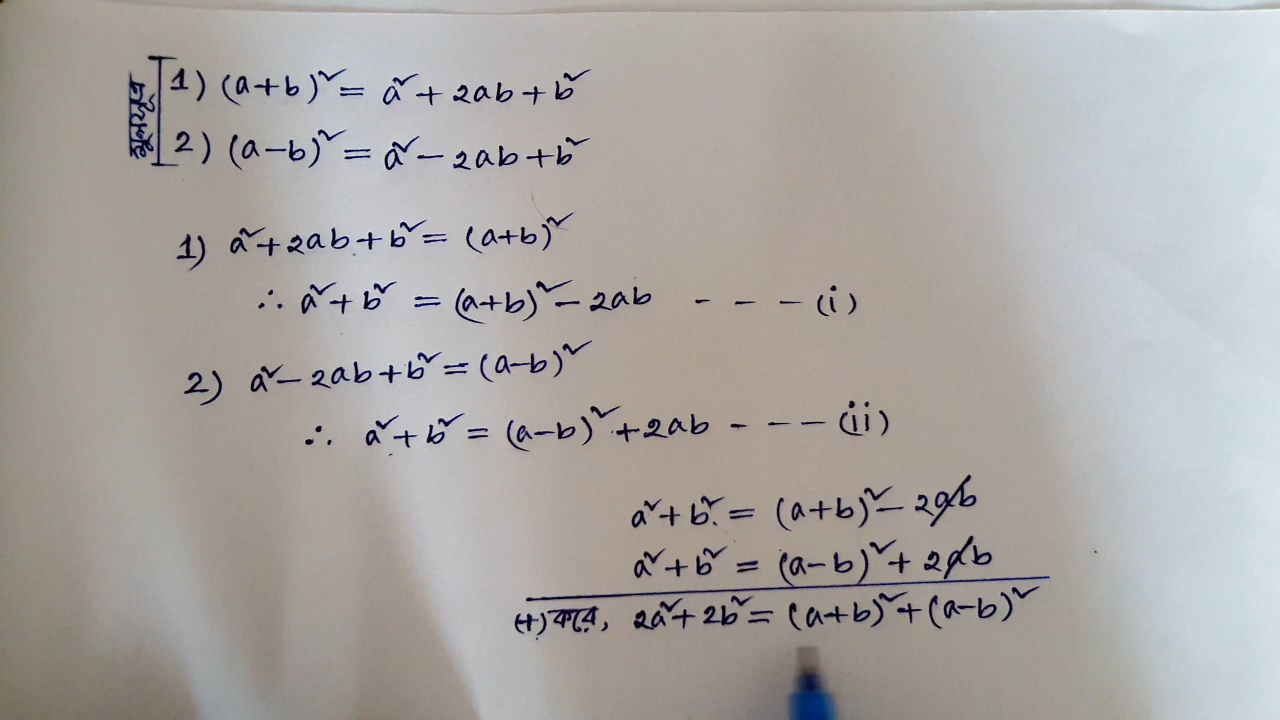 মূলসূত্র
1) (a+b)² = a² + 2ab + b²
2) (a-b)² = a² - 2ab + b²
1) a² + 2ab + b² = (a+b)²
∴ a² + b² = (a+b)² - 2ab - - - (i)
2) a² - 2ab + b² = (a-b)²
∴ a² + b² = (a-b)² + 2ab - - - (ii)
a² + b² = (a+b)² - 2ab
a² + b² = (a-b)² + 2ab
(+) করে, 2a² + 2b² = (a+b)² + (a-b)²